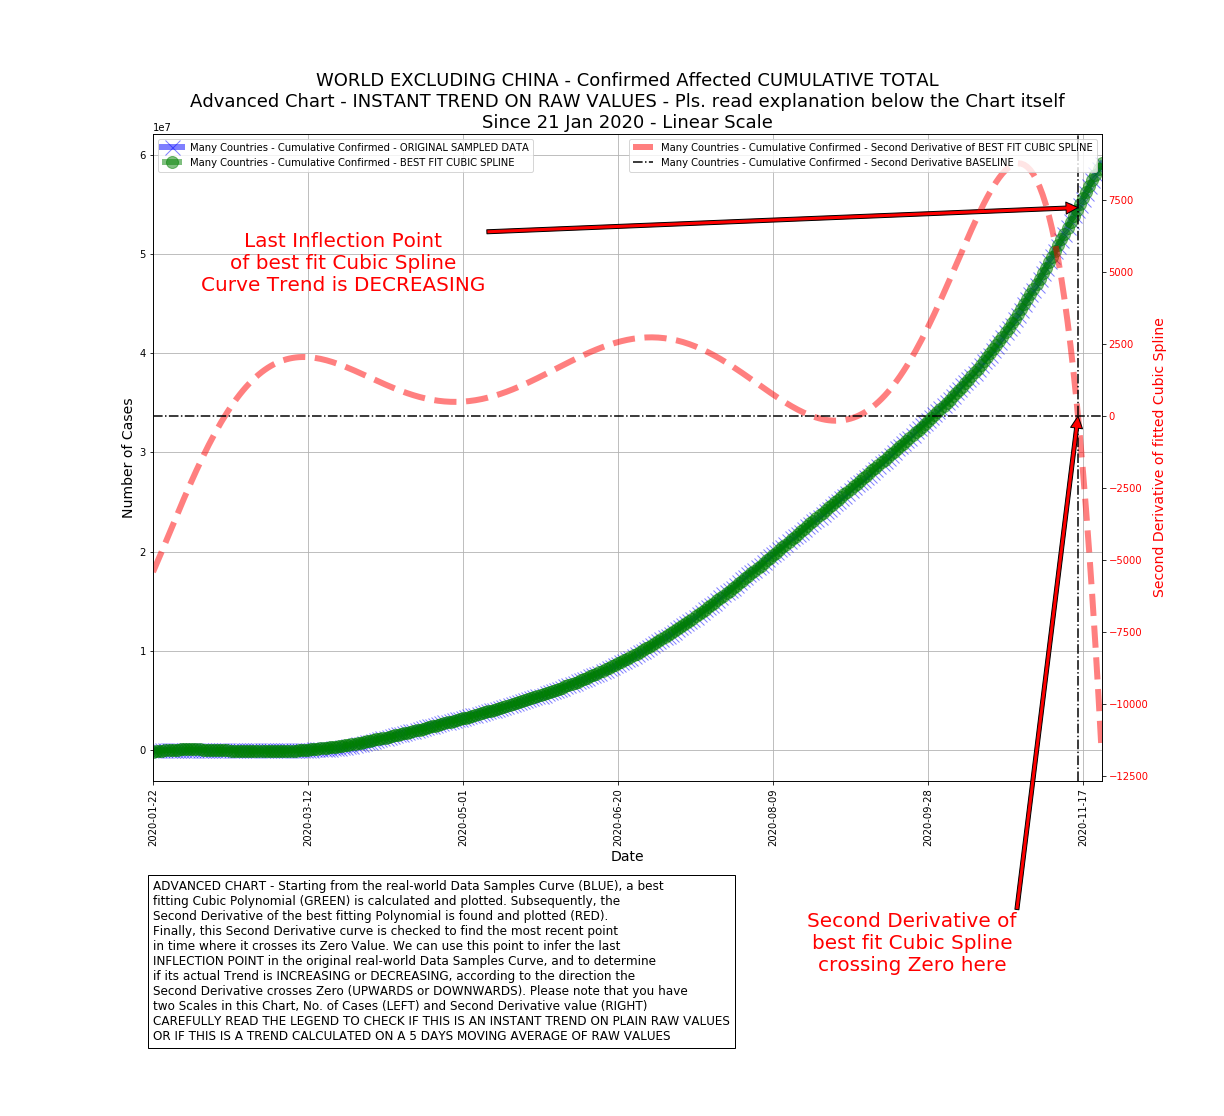 WORLD EXCLUDING CHINA - Confirmed Affected CUMULATIVE TOTAL
Advanced Chart - INSTANT TREND ON RAW VALUES - Pls. read explanation below the Chart itself
Since 21 Jan 2020 - Linear Scale
1e7
Many Countries - Cumulative Confirmed - ORIGINAL SAMPLED DATA
Many Countries - Cumulative Confirmed - BEST FIT CUBIC SPLINE
Many Countries - Cumulative Confirmed - Second Derivative of BEST FIT CUBIC SPLINE
Many Countries - Cumulative Confirmed - Second Derivative BASELINE
Last Inflection Point
of best fit Cubic Spline
Curve Trend is DECREASING
Number of Cases
6
5
4
3
2
1
0
7500
5000
2500
0
−2500
−5000
−7500
−10000
−12500
Second Derivative of fitted Cubic Spline
2020-01-22
2020-03-12
2020-05-01
2020-06-20
2020-08-09
2020-09-28
2020-11-17
Date
ADVANCED CHART - Starting from the real-world Data Samples Curve (BLUE), a best
fitting Cubic Polynomial (GREEN) is calculated and plotted. Subsequently, the
Second Derivative of the best fitting Polynomial is found and plotted (RED).
Finally, this Second Derivative curve is checked to find the most recent point
in time where it crosses its Zero Value. We can use this point to infer the last
INFLECTION POINT in the original real-world Data Samples Curve, and to determine
if its actual Trend is INCREASING or DECREASING, according to the direction the
Second Derivative crosses Zero (UPWARDS or DOWNWARDS). Please note that you have
two Scales in this Chart, No. of Cases (LEFT) and Second Derivative value (RIGHT)
CAREFULLY READ THE LEGEND TO CHECK IF THIS IS AN INSTANT TREND ON PLAIN RAW VALUES
OR IF THIS IS A TREND CALCULATED ON A 5 DAYS MOVING AVERAGE OF RAW VALUES
Second Derivative of
best fit Cubic Spline
crossing Zero here